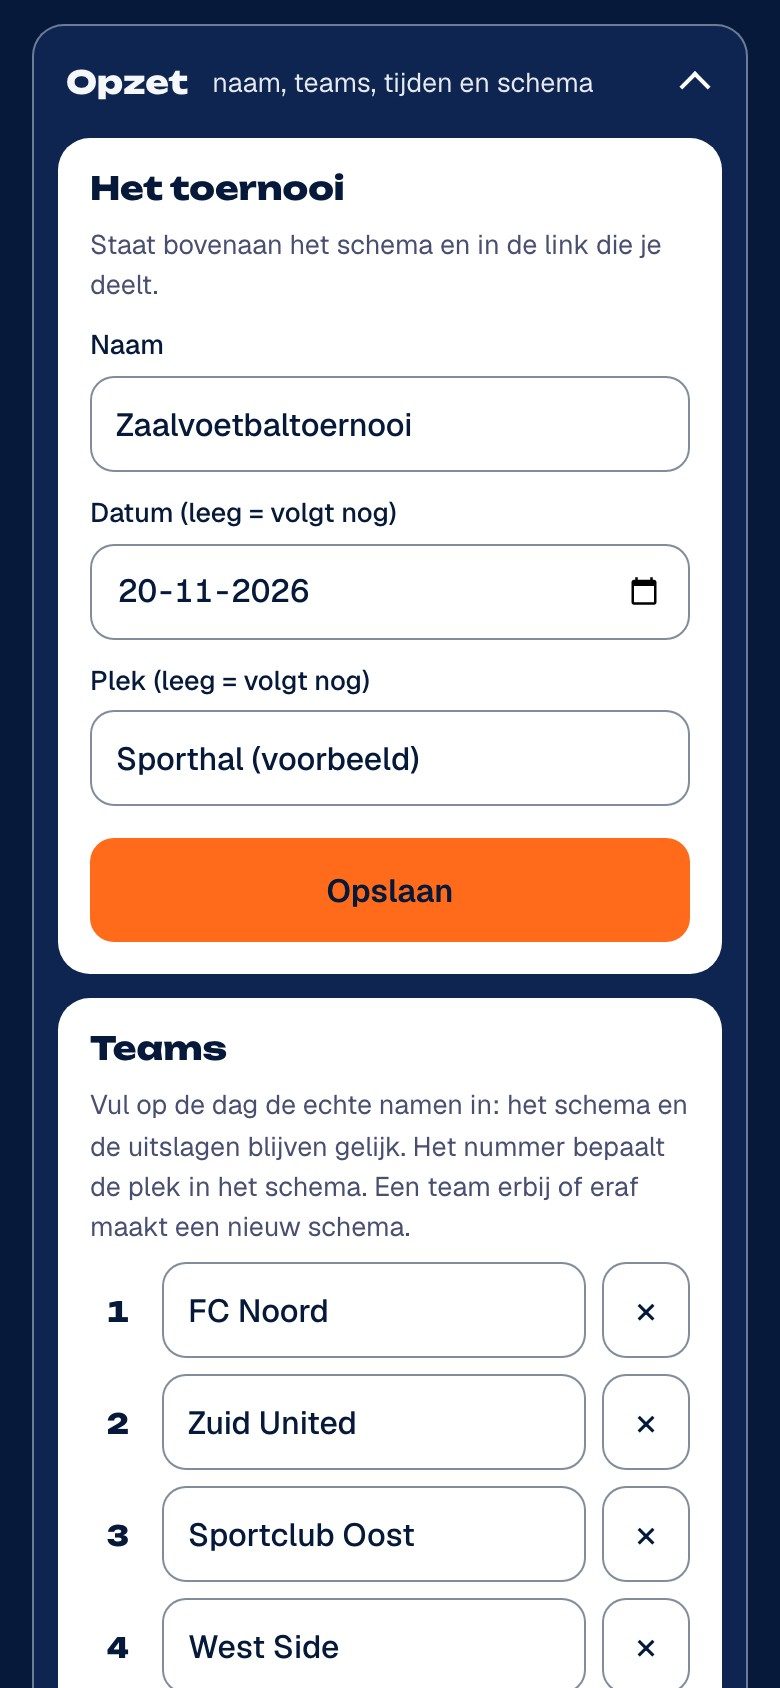 Opzet naam, teams, tijden en schema
Het toernooi
Staat bovenaan het schema en in de link die je
deelt.
Naam
Zaalvoetbaltoernooi
Datum (leeg = volgt nog)
20-11-2026
Plek (leeg = volgt nog)
Sporthal (voorbeeld)
Opslaan
Teams
Vul op de dag de echte namen in: het schema en
de uitslagen blijven gelijk. Het nummer bepaalt
de plek in het schema. Een team erbij of eraf
maakt een nieuw schema.
1 FC Noord ×
2 Zuid United ×
3 Sportclub Oost ×
4 West Side ×